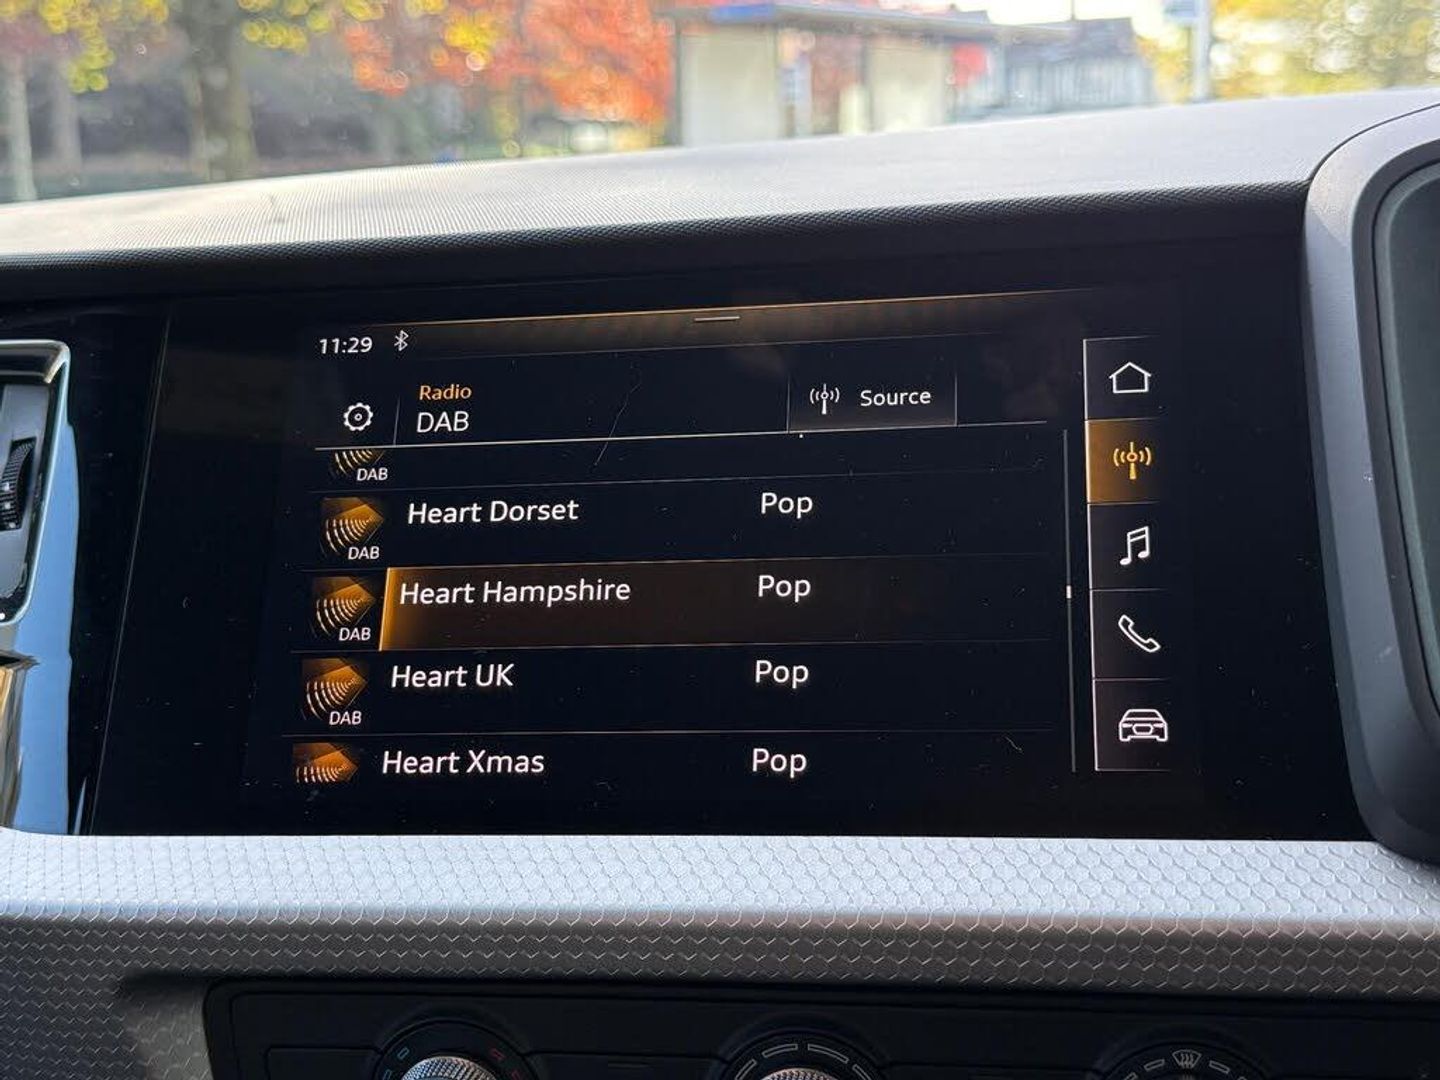 11:29
Radio
DAB
Source
DAB
Heart Dorset Pop
DAB
Heart Hampshire Pop
DAB
Heart UK Pop
DAB
Heart Xmas Pop